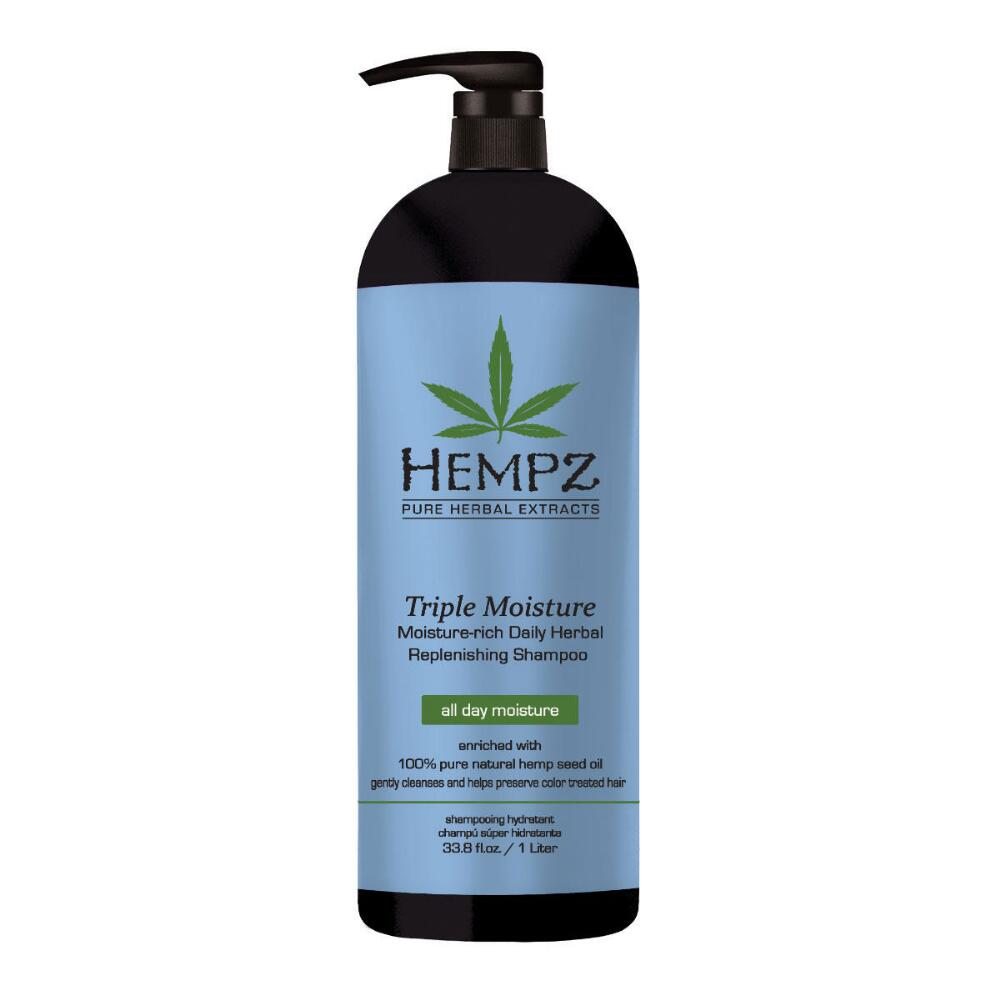 HEMPZ
PURE HERBAL EXTRACTS
Triple Moisture
Moisture-rich Daily Herbal
Replenishing Shampoo
all day moisture
enriched with
100% pure natural hemp seed oil
gently cleanses and helps preserve color treated hair
shampooing hydratant
champú súper hidratante
33.8 fl.oz. / 1 Liter